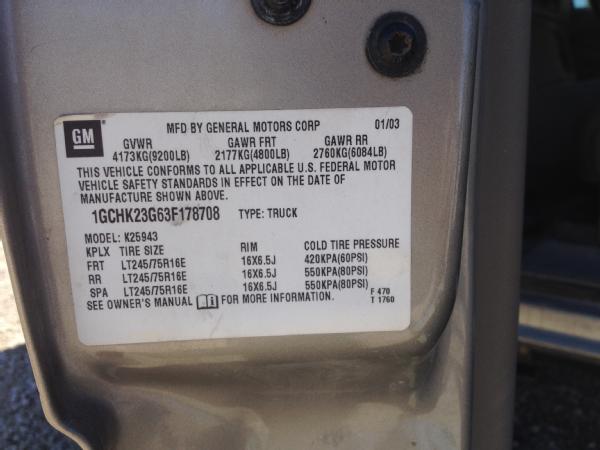 GM
MFD BY GENERAL MOTORS CORP 01/03
GVWR GAWR FRT GAWR RR
4173KG(9200LB) 2177KG(4800LB) 2760KG(6084LB)
THIS VEHICLE CONFORMS TO ALL APPLICABLE U.S. FEDERAL MOTOR
VEHICLE SAFETY STANDARDS IN EFFECT ON THE DATE OF
MANUFACTURE SHOWN ABOVE.
1GCHK23G63F178708 TYPE: TRUCK
MODEL: K25943
KPLX TIRE SIZE RIM COLD TIRE PRESSURE
FRT LT245/75R16E 16X6.5J 420KPA(60PSI)
RR LT245/75R16E 16X6.5J 550KPA(80PSI)
SPA LT245/75R16E 16X6.5J 550KPA(80PSI)
SEE OWNER'S MANUAL FOR MORE INFORMATION. F 470
T 1760